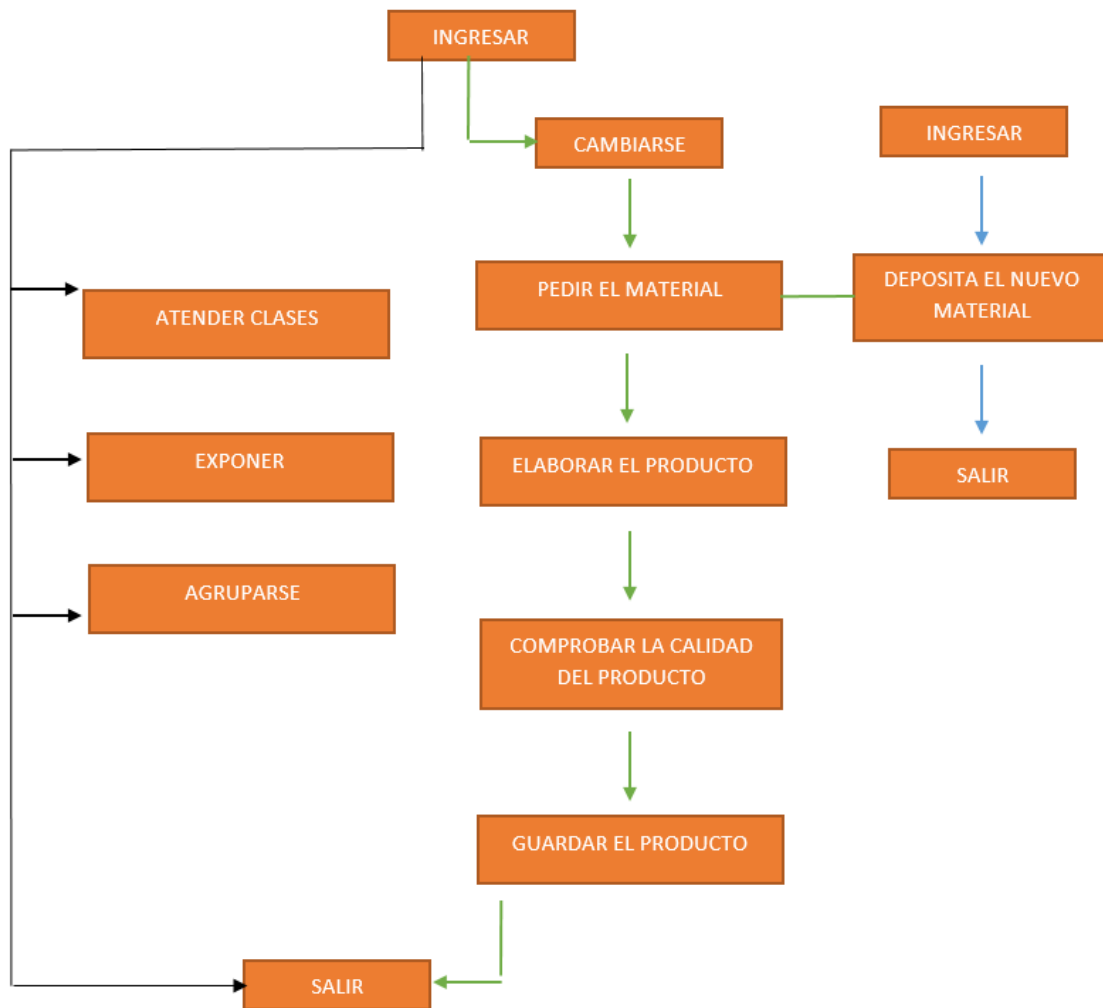 INGRESAR
CAMBIARSE
INGRESAR
PEDIR EL MATERIAL
DEPOSITA EL NUEVO
MATERIAL
ATENDER CLASES
EXPONER
ELABORAR EL PRODUCTO
SALIR
AGRUPARSE
COMPROBAR LA CALIDAD
DEL PRODUCTO
GUARDAR EL PRODUCTO
SALIR